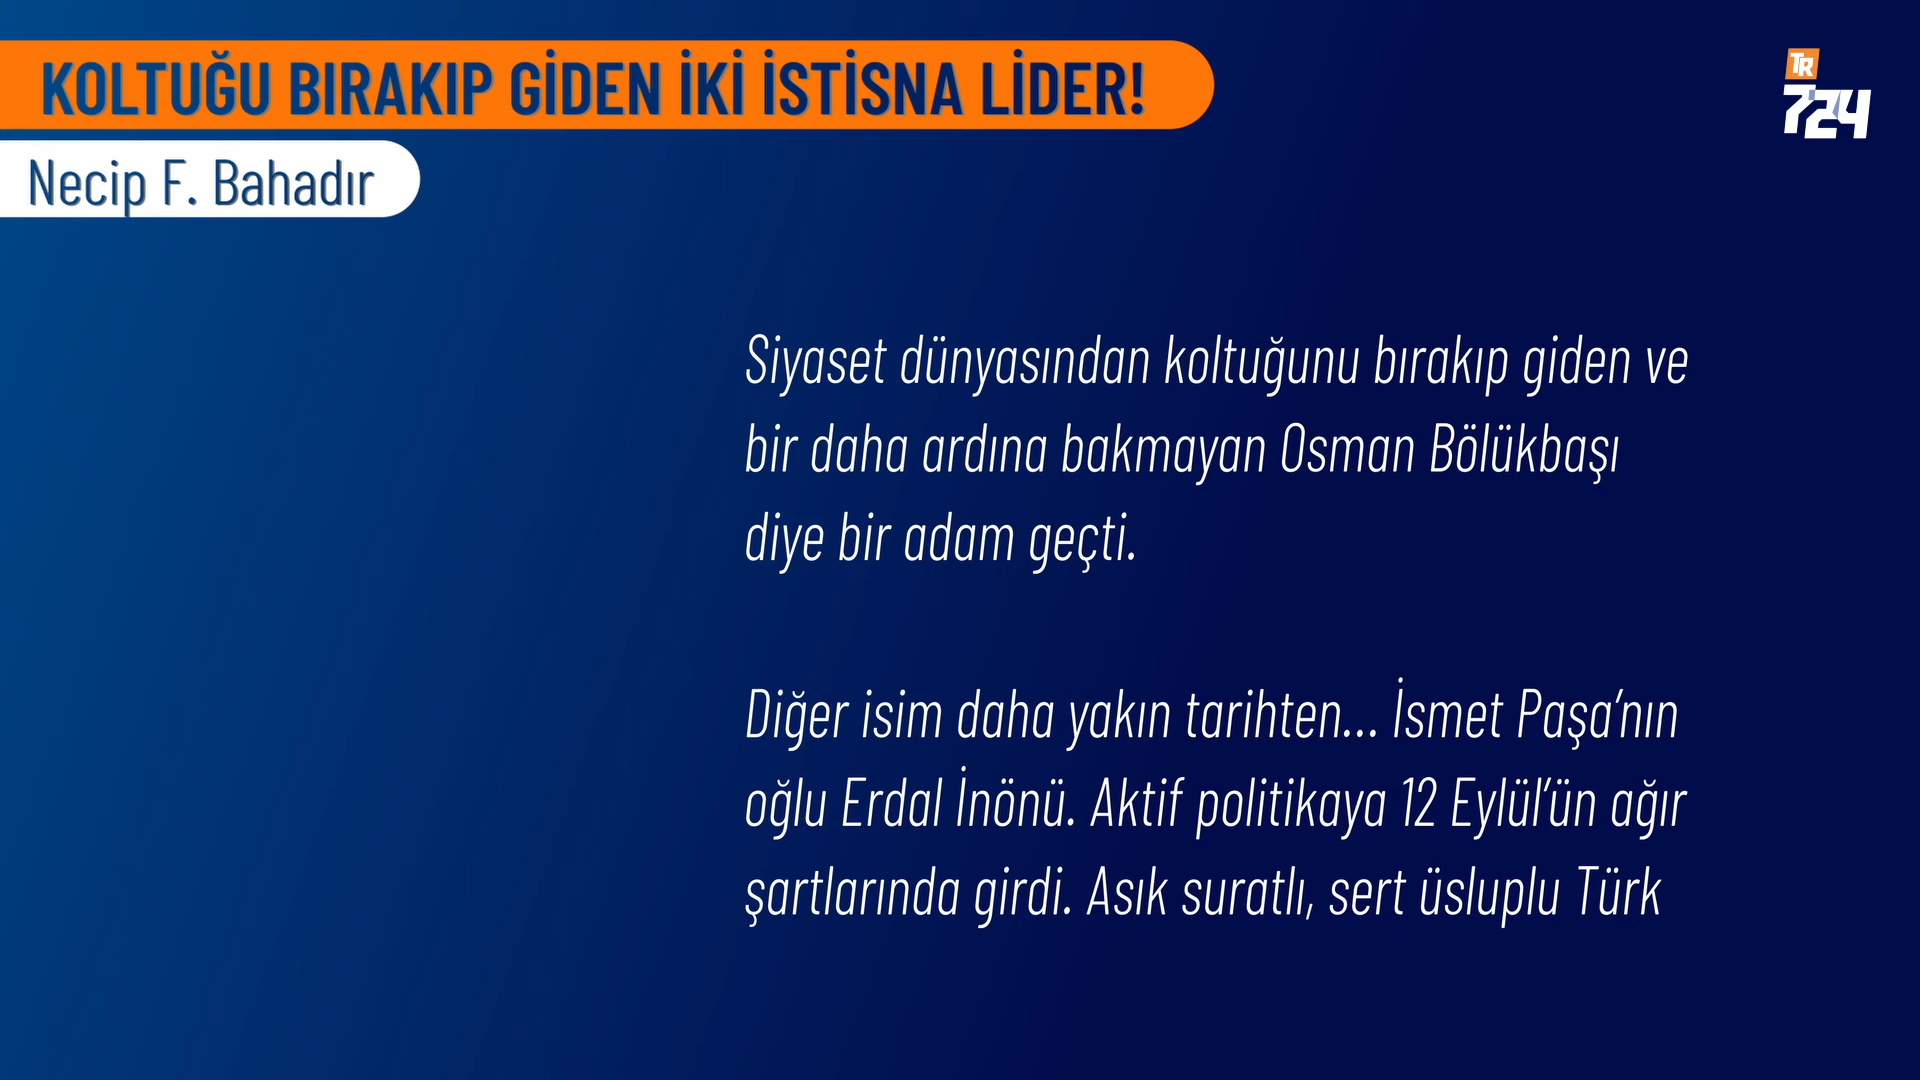 KOLTUĞU BIRAKIP GİDEN İKİ İSTİSNA LİDER!
Necip F. Bahadır
TR
724
Siyaset dünyasından koltuğunu bırakıp giden ve
bir daha ardına bakmayan Osman Bölükbaşı
diye bir adam geçti.
Diğer isim daha yakın tarihten... İsmet Paşa’nın
oğlu Erdal İnönü. Aktif politikaya 12 Eylül’ün ağır
şartlarında girdi. Asık suratlı, sert üsluplu Türk